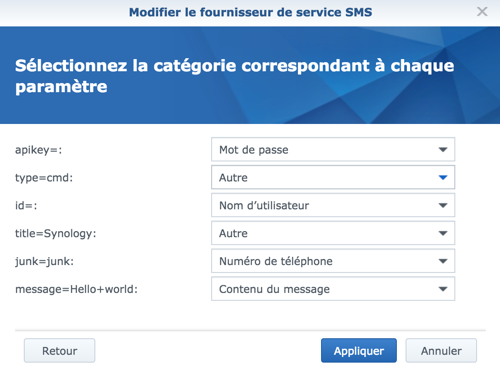 Modifier le fournisseur de service SMS
Sélectionnez la catégorie correspondant à chaque
paramètre
apikey=: Mot de passe
type=cmd: Autre
id=: Nom d’utilisateur
title=Synology: Autre
junk=junk: Numéro de téléphone
message=Hello+world: Contenu du message
Retour Appliquer Annuler